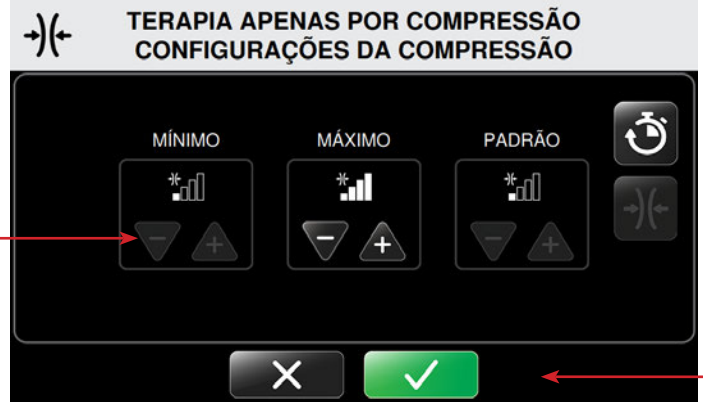 TERAPIA APENAS POR COMPRESSÃO
CONFIGURAÇÕES DA COMPRESSÃO
MÍNIMO MÁXIMO PADRÃO